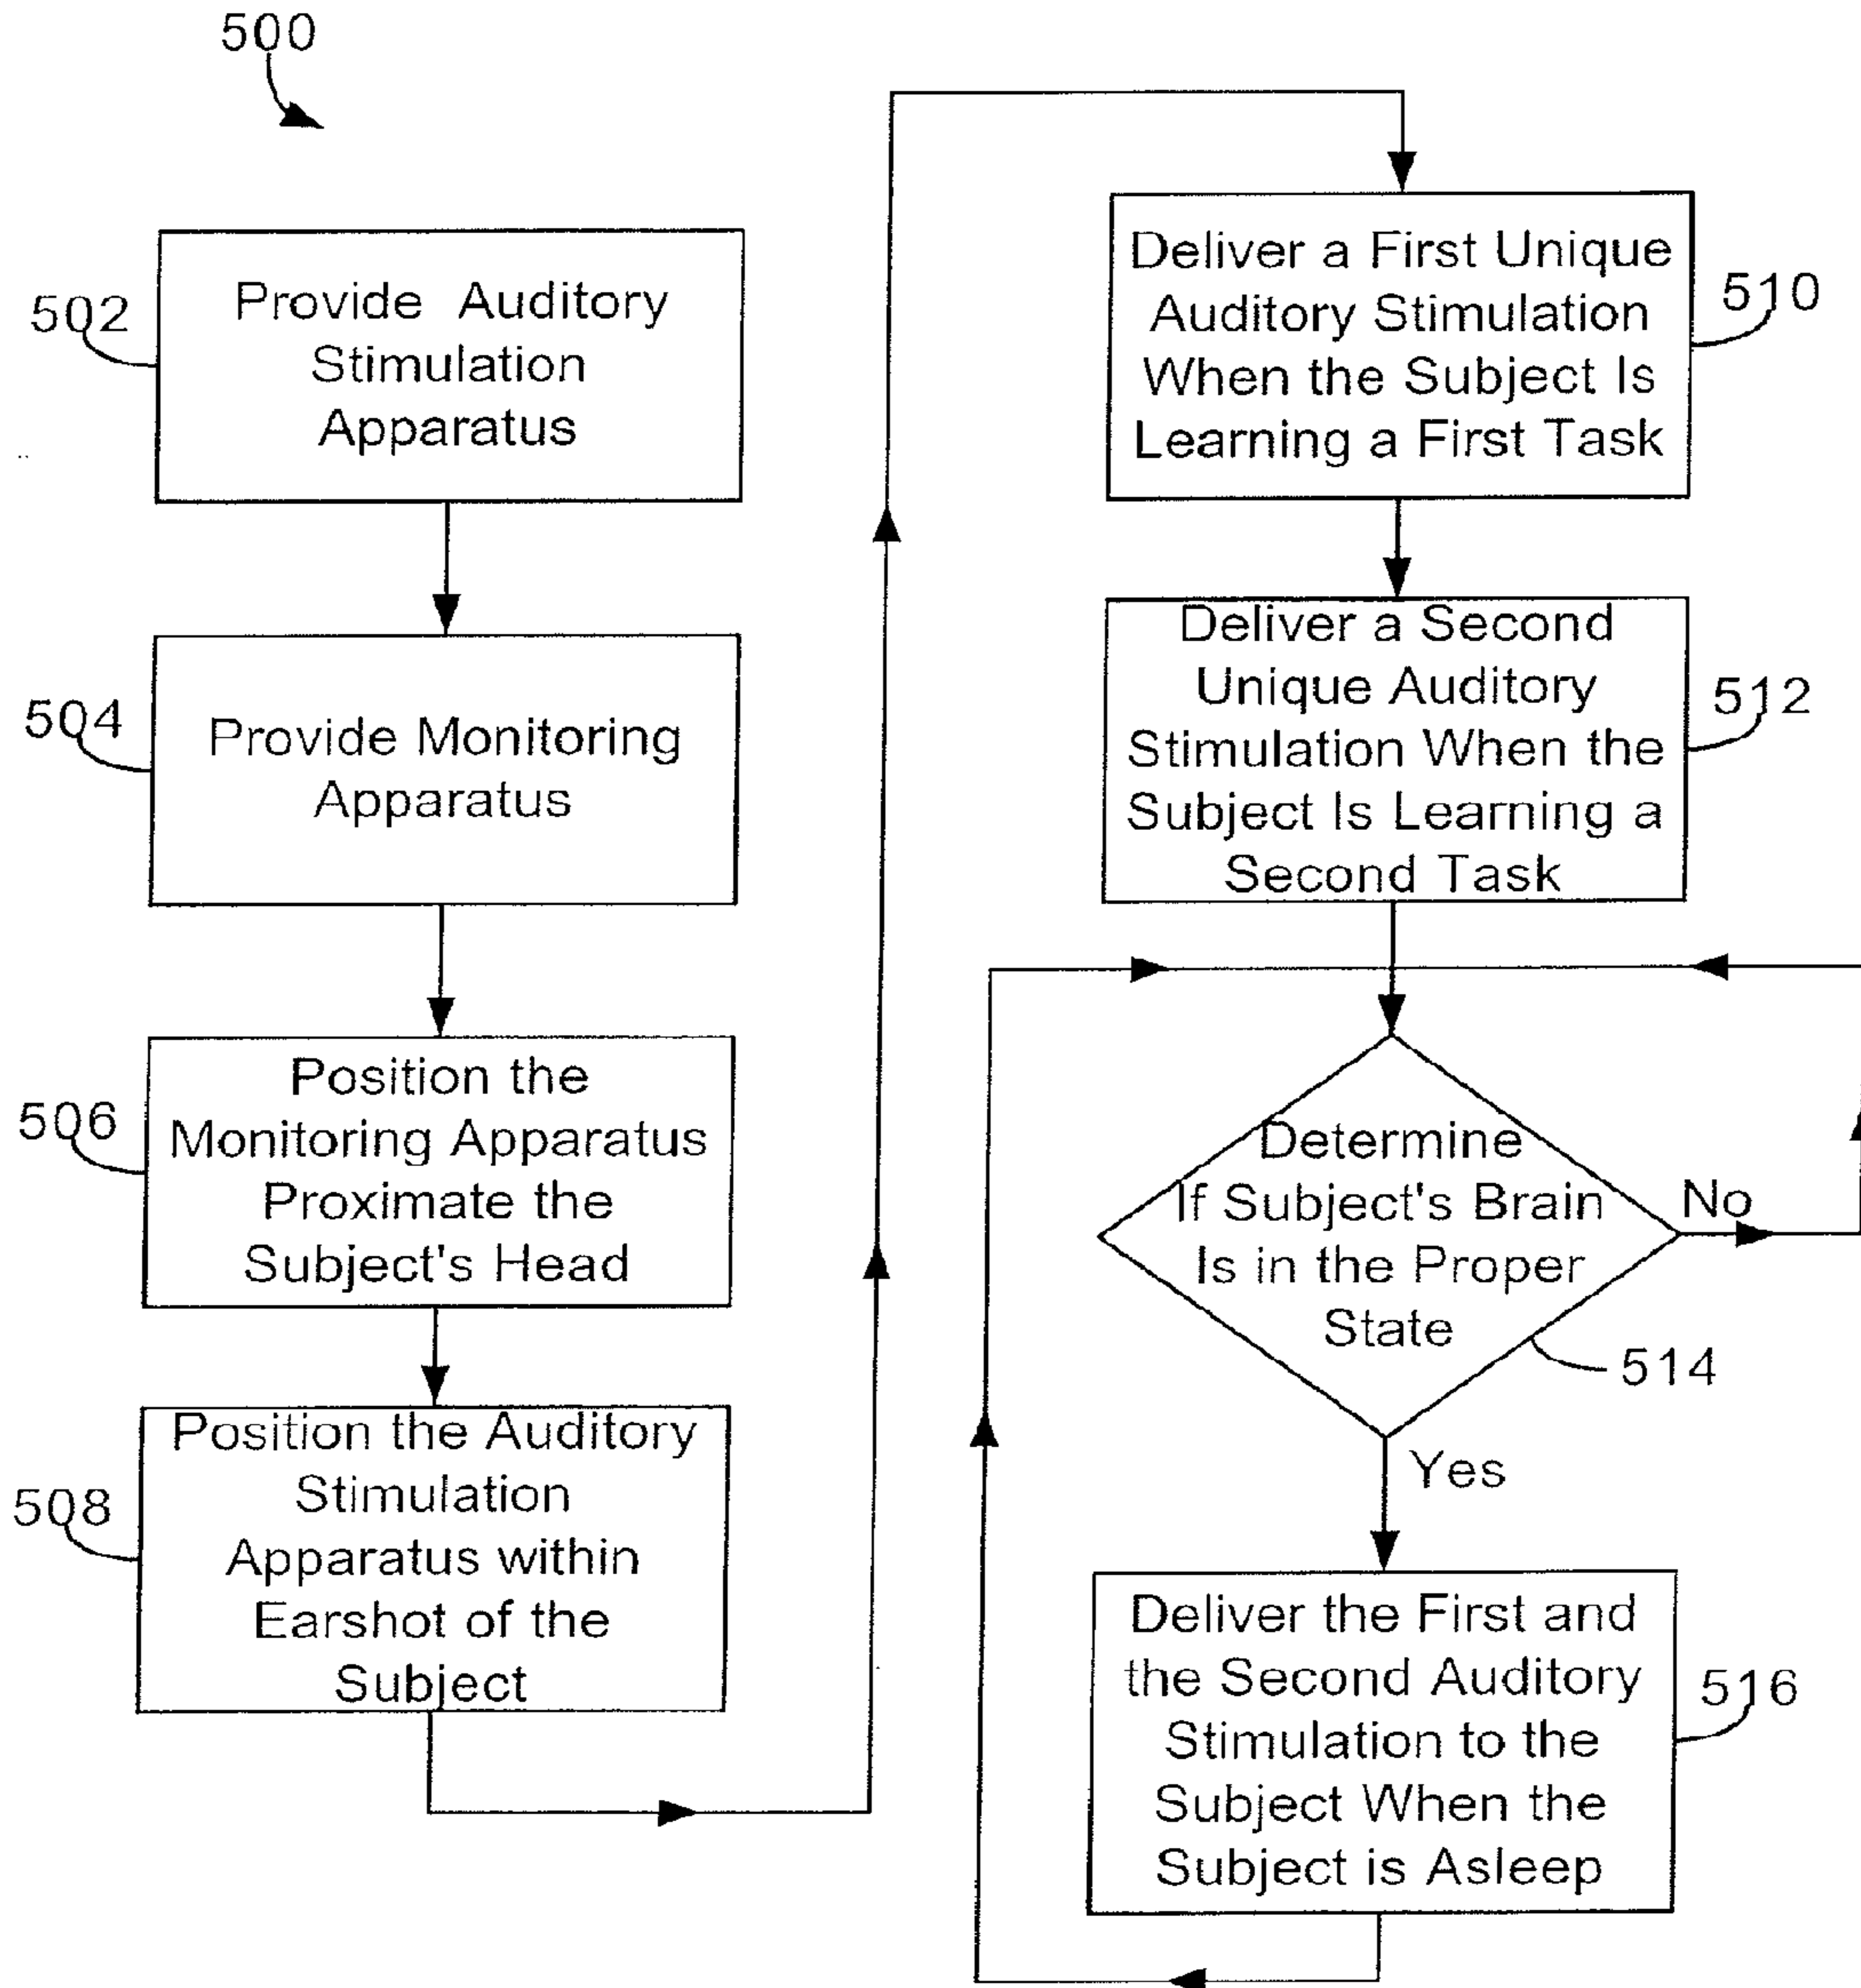 500
502
Provide Auditory
Stimulation
Apparatus
504
Provide Monitoring
Apparatus
506
Position the
Monitoring Apparatus
Proximate the
Subject's Head
508
Position the Auditory
Stimulation
Apparatus within
Earshot of the
Subject
Deliver a First Unique
Auditory Stimulation
When the Subject Is
Learning a First Task
510
Deliver a Second
Unique Auditory
Stimulation When the
Subject Is Learning a
Second Task
512
Determine
If Subject's Brain
Is in the Proper
State
No
514
Yes
Deliver the First and
the Second Auditory
Stimulation to the
Subject When the
Subject is Asleep
516